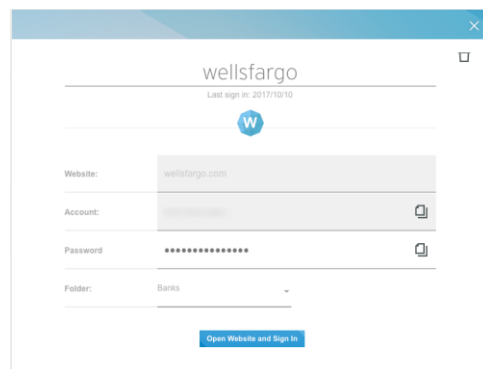 wellsfargo
Last sign in: 2017/10/10
W
Website: wellsfargo.com
Account:
Password ●●●●●●●●●●●●●●●
Folder: Banks
Open Website and Sign In